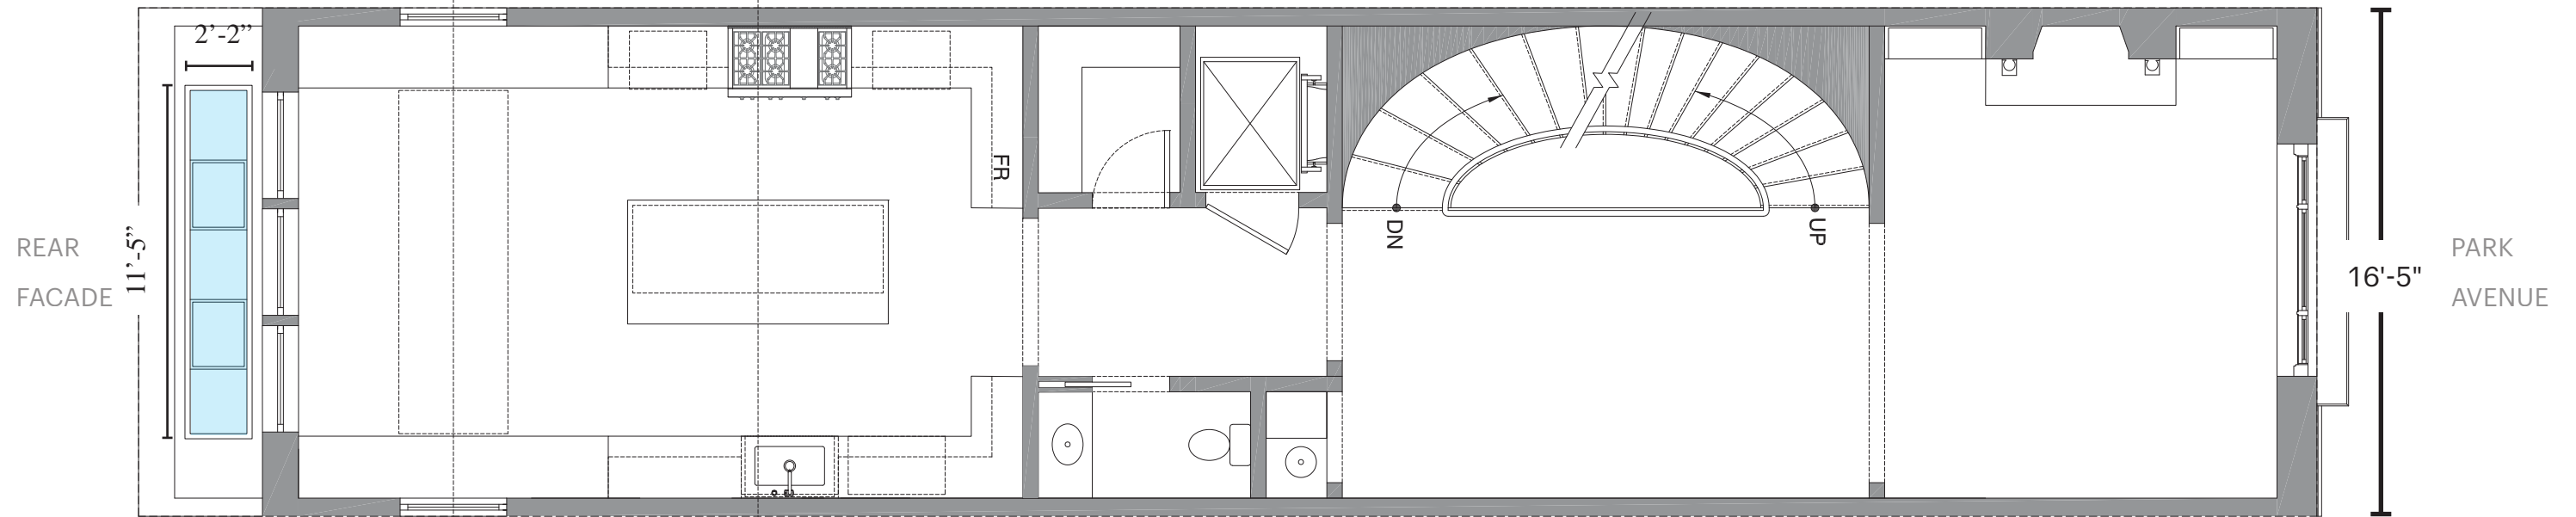 2’-2”
11’-5”
REAR
FACADE
FR
DN
UP
16'-5"
PARK
AVENUE